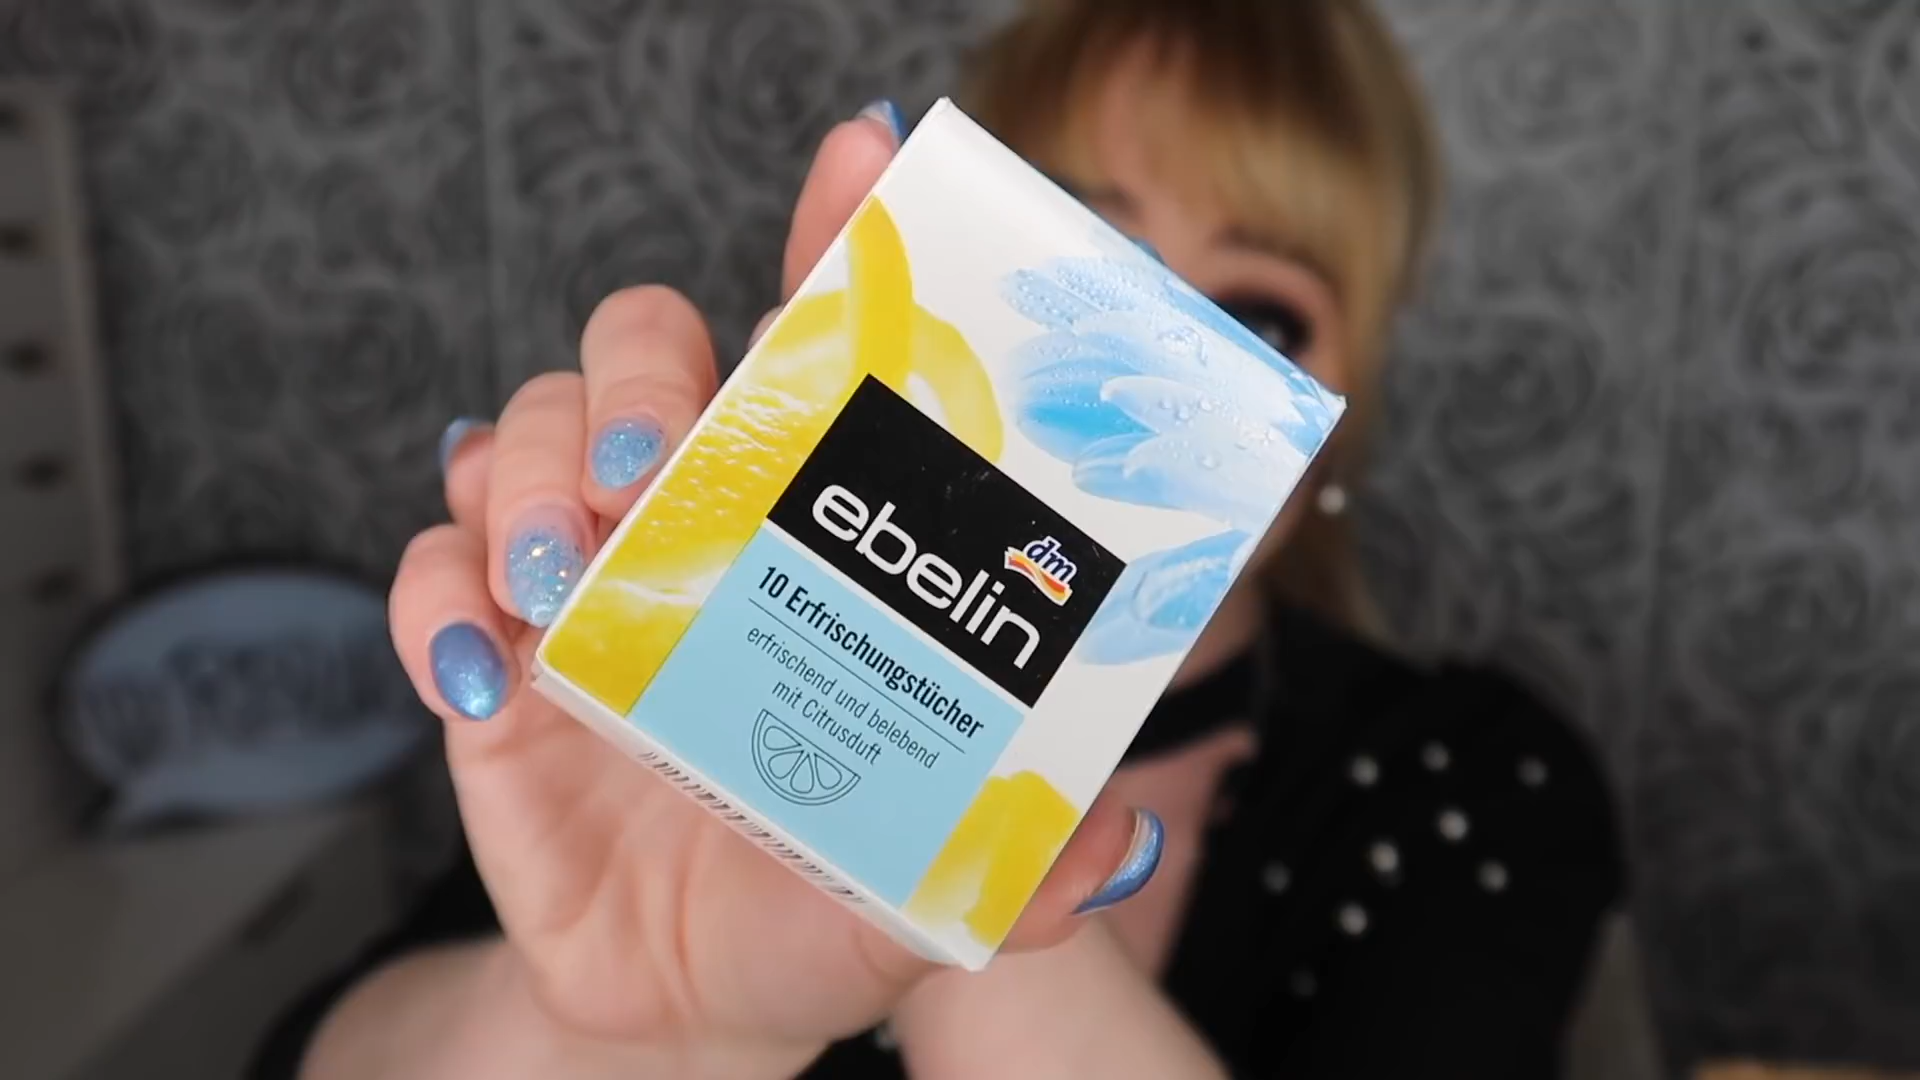 ebelin
dm
10 Erfrischungstücher
erfrischend und belebend
mit Citrusduft